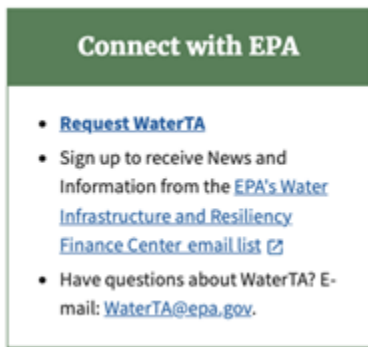 Connect with EPA
• Request WaterTA
• Sign up to receive News and
Information from the EPA's Water
Infrastructure and Resiliency
Finance Center email list
• Have questions about WaterTA? E-
mail: WaterTA@epa.gov.